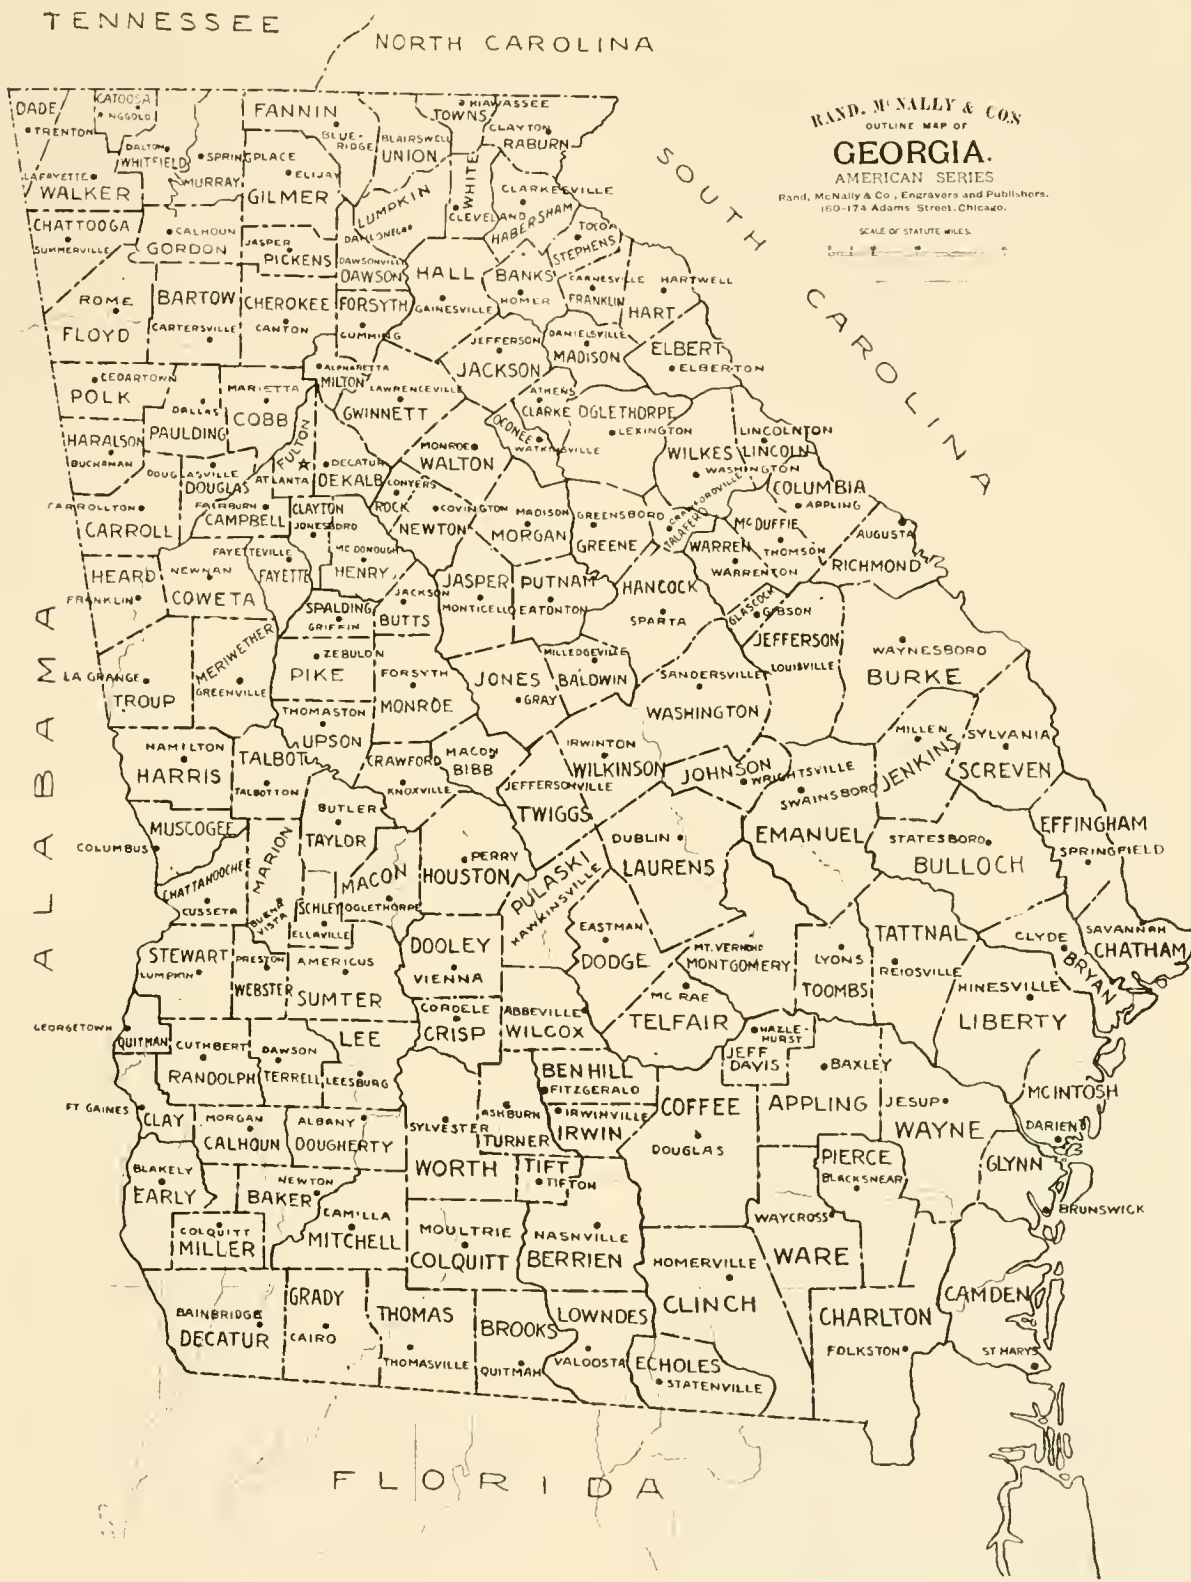 TENNESSEE
NORTH CAROLINA
RAND, McNALLY & CO'S
OUTLINE MAP OF
GEORGIA.
AMERICAN SERIES
Rand, McNally & Co., Engravers and Publishers.
160-174 Adams Street. Chicago.
SCALE OF STATUTE MILES.
SOUTH CAROLINA
ALABAMA
FLORIDA
DADE
TRENTON
CATOOSA
NGGOLD
FANNIN
BLUE-
RIDGE
TOWNS
HIAWASSEE
CLAYTON
RABURN
BLAIRSWELL
UNION
DALTON
WHITFIELD
SPRINGPLACE
MURRAY
ELIJAY
GILMER
LAFAYETTE
WALKER
LUMPKIN
DAHLONEGA
WHITE
CLEVELAND
CLARKESVILLE
HABERSHAM
TOCOA
STEPHENS
CHATTOOGA
SUMMERVILLE
CALHOUN
GORDON
JASPER
PICKENS
DAWSONVILLE
DAWSON
HALL
GAINESVILLE
BANKS
HOMER
CARNESVILLE
FRANKLIN
HARTWELL
HART
ROME
FLOYD
BARTOW
CARTERSVILLE
CHEROKEE
CANTON
FORSYTH
CUMMING
JEFFERSON
JACKSON
DANIELSVILLE
MADISON
ELBERT
ELBERTON
CEDARTOWN
POLK
DALLAS
PAULDING
MARIETTA
COBB
ALPHARETTA
MILTON
LAWRENCEVILLE
GWINNETT
ATHENS
CLARKE
OGLETHORPE
LEXINGTON
OCONEE
WATKINSVILLE
LINCOLNTON
LINCOLN
WILKES
WASHINGTON
HARALSON
BUCHANAN
DOUGLASVILLE
DOUGLAS
FULTON
ATLANTA
DECATUR
DEKALB
MONROE
WALTON
CONYERS
ROCK
COVINGTON
NEWTON
MADISON
MORGAN
GREENSBORO
GREENE
CRAWFORDVILLE
TALAFERO
COLUMBIA
APPLING
McDUFFIE
THOMSON
WARREN
WARRENTON
AUGUSTA
RICHMOND
CARROLLTON
CARROLL
FAIRBURN
CAMPBELL
CLAYTON
JONESBORO
McDONOUGH
HENRY
FAYETTEVILLE
FAYETTE
HEARD
FRANKLIN
NEWNAN
COWETA
SPALDING
GRIFFIN
JACKSON
BUTTS
JASPER
MONTICELLO
PUTNAM
EATONTON
HANCOCK
SPARTA
GLASCOCK
GIBSON
JEFFERSON
LOUISVILLE
WAYNESBORO
BURKE
LA GRANGE
TROUP
MERIWETHER
GREENVILLE
ZEBULON
PIKE
FORSYTH
MONROE
JONES
GRAY
MILLEDGEVILLE
BALDWIN
SANDERSVILLE
WASHINGTON
THOMASTON
UPSON
HAMILTON
HARRIS
TALBOT
TALBOTTON
CRAWFORD
KNOXVILLE
MACON
BIBB
IRWINTON
WILKINSON
JEFFERSONVILLE
TWIGGS
JOHNSON
WRIGHTSVILLE
SWAINSBORO
EMANUEL
MILLEN
JENKINS
SYLVANIA
SCREVEN
MUSCOGEE
COLUMBUS
BUTLER
TAYLOR
MARION
BUENA
VISTA
CHATTAHOOCHEE
CUSSETA
MACON
OGLETHORPE
SCHLEY
ELLAVILLE
PERRY
HOUSTON
PULASKI
HAWKINSVILLE
DUBLIN
LAURENS
STATESBORO
BULLOCH
EFFINGHAM
SPRINGFIELD
STEWART
LUMPKIN
PRESTON
WEBSTER
AMERICUS
SUMTER
DOOLEY
VIENNA
EASTMAN
DODGE
MT. VERNON
MONTGOMERY
LYONS
TOOMBS
TATTNAL
REIDSVILLE
CLYDE
BRYAN
SAVANNAH
CHATHAM
HINESVILLE
LIBERTY
GEORGETOWN
QUITMAN
CUTHBERT
RANDOLPH
DAWSON
TERRELL
LEE
LEESBURG
CORDELE
CRISP
ABBEVILLE
WILCOX
Mc RAE
TELFAIR
HAZLE-
HURST
JEFF
DAVIS
BAXLEY
APPLING
BEN HILL
FITZGERALD
IRWINVILLE
IRWIN
COFFEE
DOUGLAS
JESUP
WAYNE
MCINTOSH
DARIEN
FT GAINES
CLAY
MORGAN
CALHOUN
ALBANY
DOUGHERTY
SYLVESTER
WORTH
ASHBURN
TURNER
TIFT
TIFTON
PIERCE
BLACKSHEAR
GLYNN
BRUNSWICK
BLAKELY
EARLY
NEWTON
BAKER
CAMILLA
MITCHELL
COLQUITT
MILLER
MOULTRIE
COLQUITT
NASHVILLE
BERRIEN
WAYCROSS
WARE
HOMERVILLE
CLINCH
CAMDEN
ST MARYS
CHARLTON
FOLKSTON
BAINBRIDGE
DECATUR
GRADY
CAIRO
THOMAS
THOMASVILLE
BROOKS
QUITMAN
LOWNDES
VALDOSTA
ECHOLES
STATENVILLE